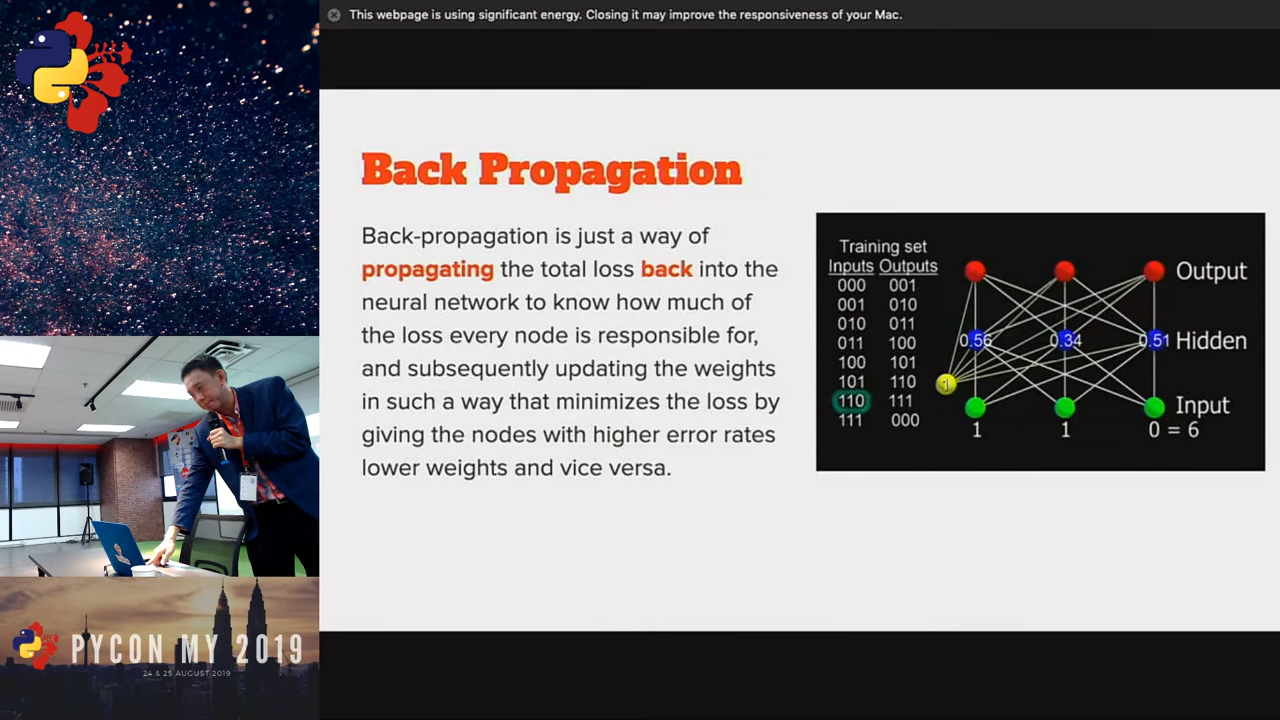 This webpage is using significant energy. Closing it may improve the responsiveness of your Mac.
Back Propagation
Back-propagation is just a way of
propagating the total loss back into the
neural network to know how much of
the loss every node is responsible for,
and subsequently updating the weights
in such a way that minimizes the loss by
giving the nodes with higher error rates
lower weights and vice versa.
Training set
Inputs Outputs
000 001
001 010
010 011
011 100
100 101
101 110
110 111
111 000
Output
0.56 0.34 0.51 Hidden
1
Input
1 1 0 = 6
PYCON MY 2019
24 & 25 AUGUST 2019